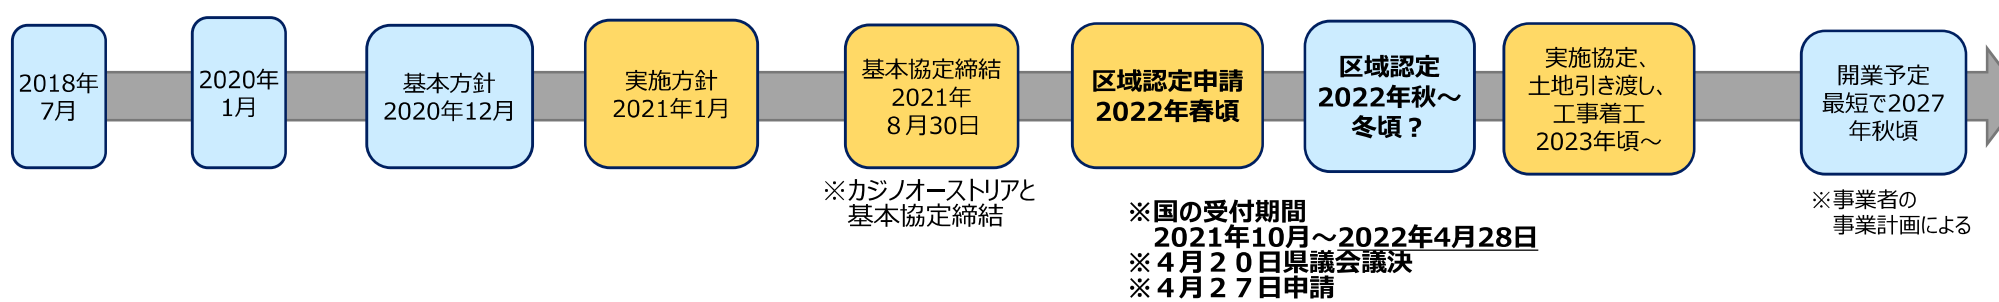 2018年
7月
2020年
1月
基本方針
2020年12月
実施方針
2021年1月
基本協定締結
2021年
８月30日
区域認定申請
2022年春頃
区域認定
2022年秋～
冬頃？
実施協定、
土地引き渡し、
工事着工
2023年頃～
開業予定
最短で2027
年秋頃
※カジノオーストリアと
基本協定締結
※国の受付期間
2021年10月～2022年4月28日
※４月２０日県議会議決
※４月２７日申請
※事業者の
事業計画による